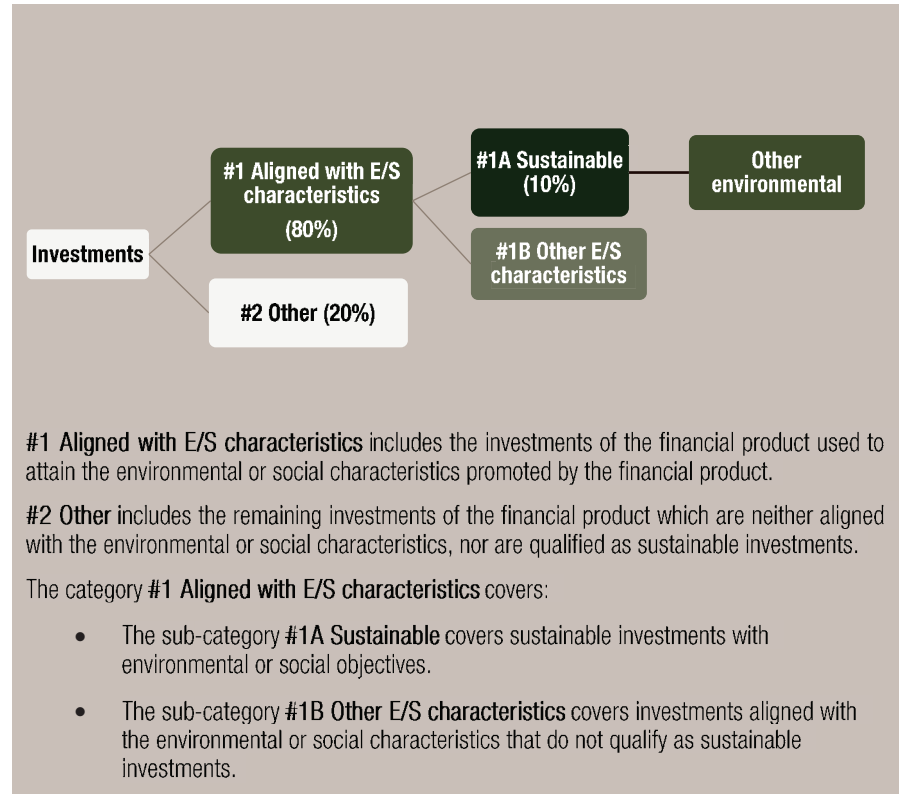 #1 Aligned with E/S
characteristics
(80%)
#1A Sustainable
(10%)
Other
environmental
Investments
#1B Other E/S
characteristics
#2 Other (20%)
#1 Aligned with E/S characteristics includes the investments of the financial product used to
attain the environmental or social characteristics promoted by the financial product.
#2 Other includes the remaining investments of the financial product which are neither aligned
with the environmental or social characteristics, nor are qualified as sustainable investments.
The category #1 Aligned with E/S characteristics covers:
• The sub-category #1A Sustainable covers sustainable investments with
environmental or social objectives.
• The sub-category #1B Other E/S characteristics covers investments aligned with
the environmental or social characteristics that do not qualify as sustainable
investments.